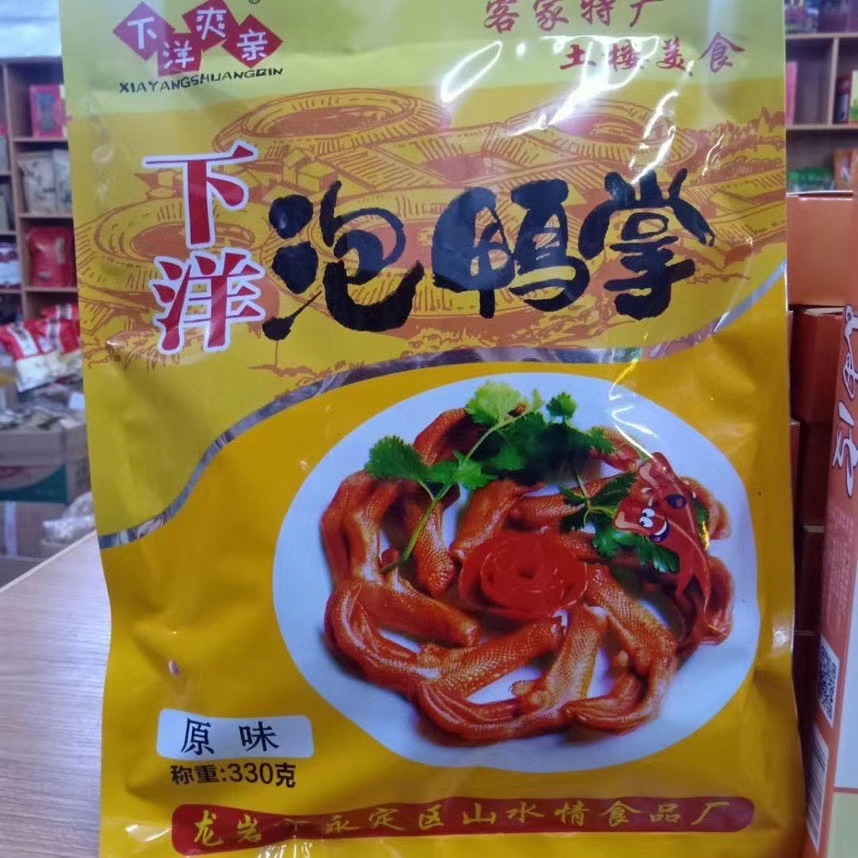 下洋爽亲®
XIAYANGSHUANGQIN
客家特产
土楼美食
下洋
泡鸭掌
原味
称重:330克
龙岩市永定区山水情食品厂